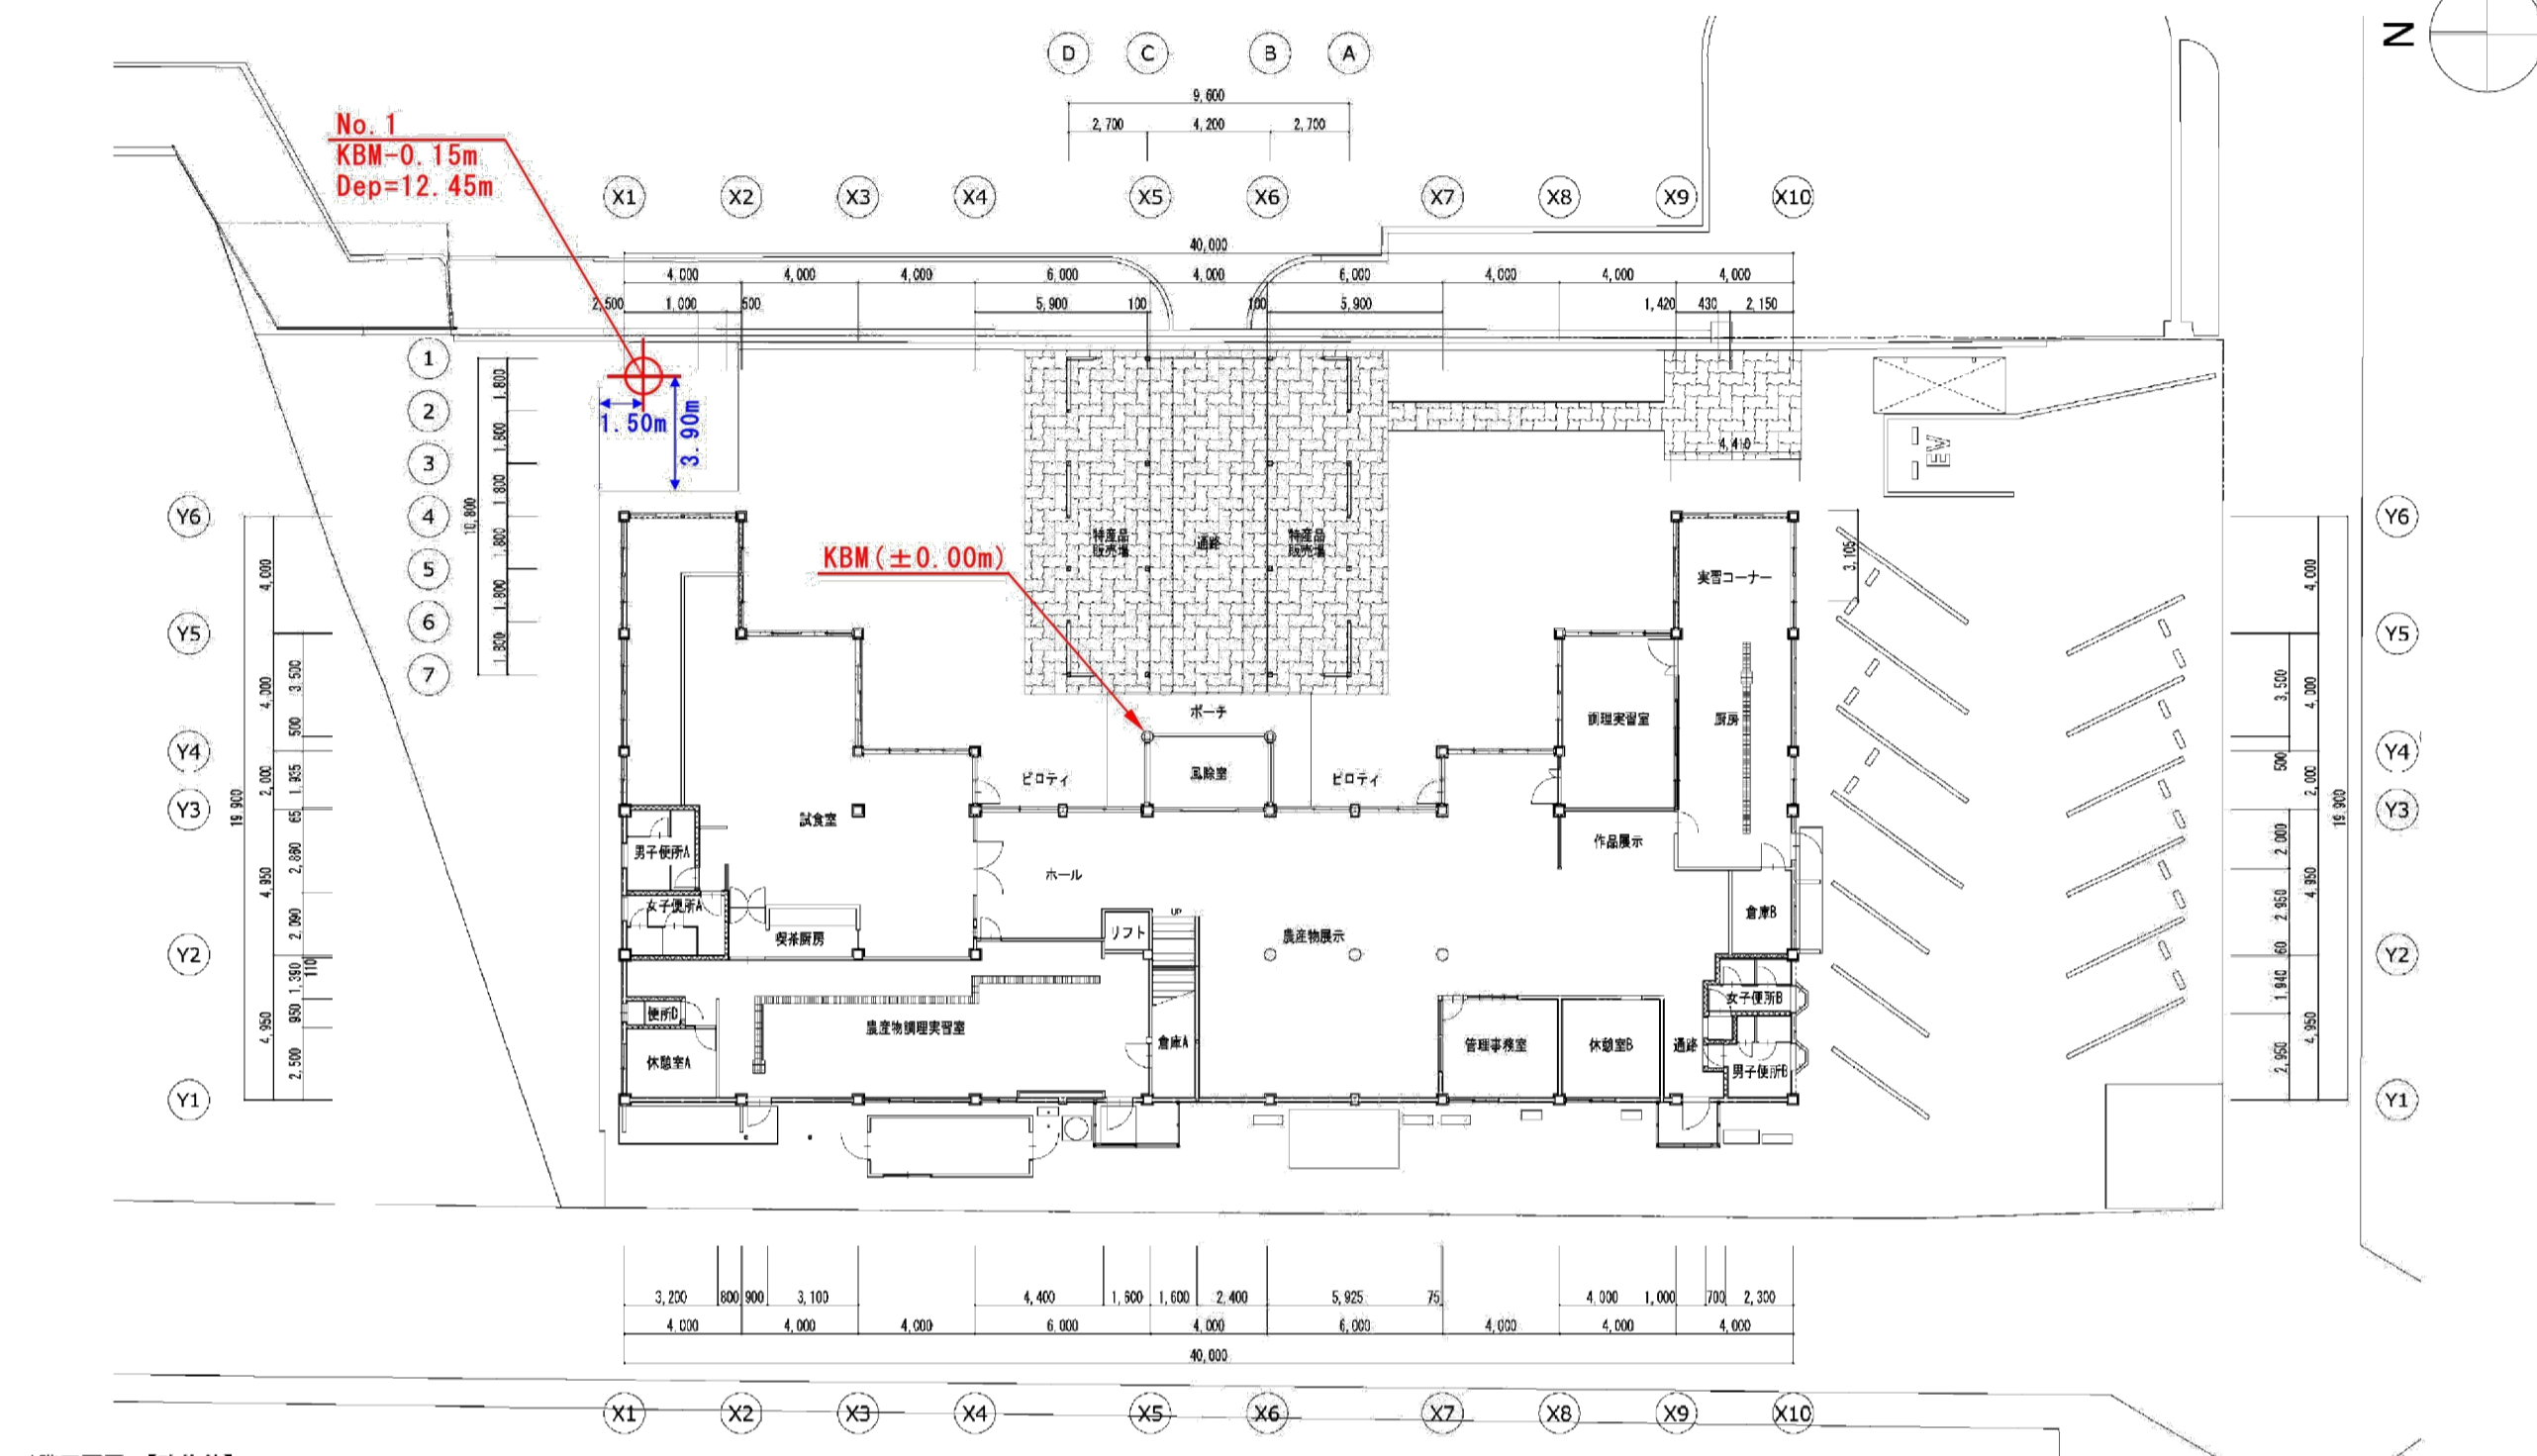 N
D C B A
9,600
2,700 4,200 2,700
No.1
KBM-0.15m
Dep=12.45m
X1 X2 X3 X4 X5 X6 X7 X8 X9 X10
40,000
4,000 4,000 4,000 6,000 4,000 6,000 4,000 4,000 4,000
2,500 1,000 500 5,900 100 100 5,900 1,420 430 2,150
1
2
3
4
5
6
7
1,800
1,800
1,800
1,800
1,800
1,800
10,800
1.50m
3.90m
4,410
EV
KBM(±0.00m)
特産品
販売場
通路
特産品
販売場
3,105
実習コーナー
Y6
Y5
Y4
Y3
Y2
Y1
4,000
4,000
2,000
4,950
4,950
19,900
3,500
500
1,935
65
2,880
2,090
110
1,390
950
2,500
ポーチ
調理実習室
厨房
ピロティ
風除室
ピロティ
試食室
作品展示
男子便所A
ホール
女子便所A
喫茶厨房
リフト
UP
農産物展示
倉庫B
便所D
農産物調理実習室
女子便所B
休憩室A
倉庫A
管理事務室
休憩室B
通路
男子便所B
Y6
Y5
Y4
Y3
Y2
Y1
4,000
4,000
2,000
4,950
4,950
19,900
3,500
500
2,000
2,950
60
1,940
2,950
3,200 800 900 3,100 4,400 1,600 1,600 2,400 5,925 75 4,000 1,000 700 2,300
4,000 4,000 4,000 6,000 4,000 6,000 4,000 4,000 4,000
40,000
X1 X2 X3 X4 X5 X6 X7 X8 X9 X10